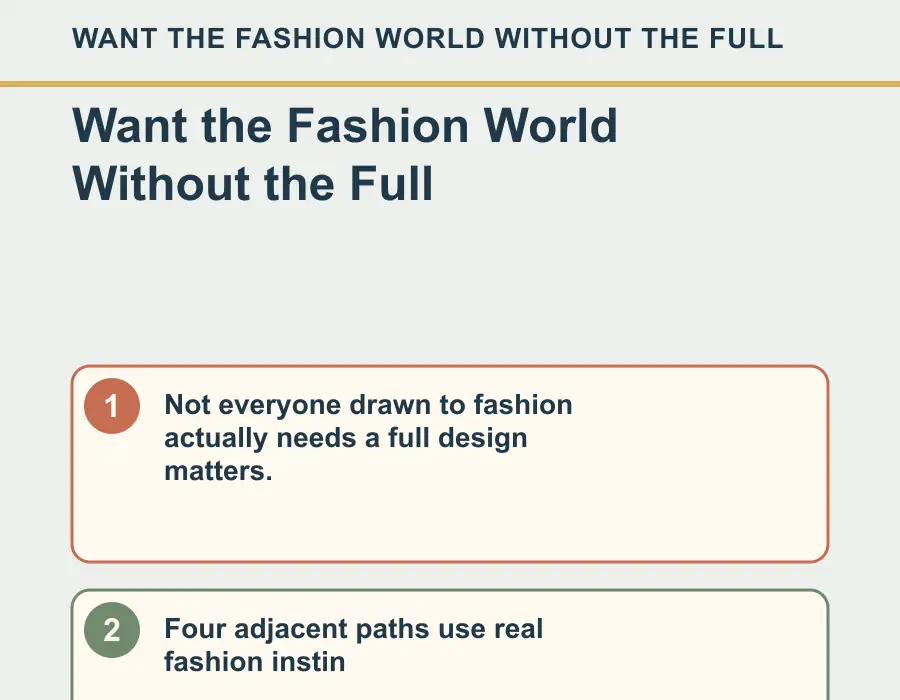 WANT THE FASHION WORLD WITHOUT THE FULL
Want the Fashion World
Without the Full
1
Not everyone drawn to fashion
actually needs a full design
matters.
2
Four adjacent paths use real
fashion instin